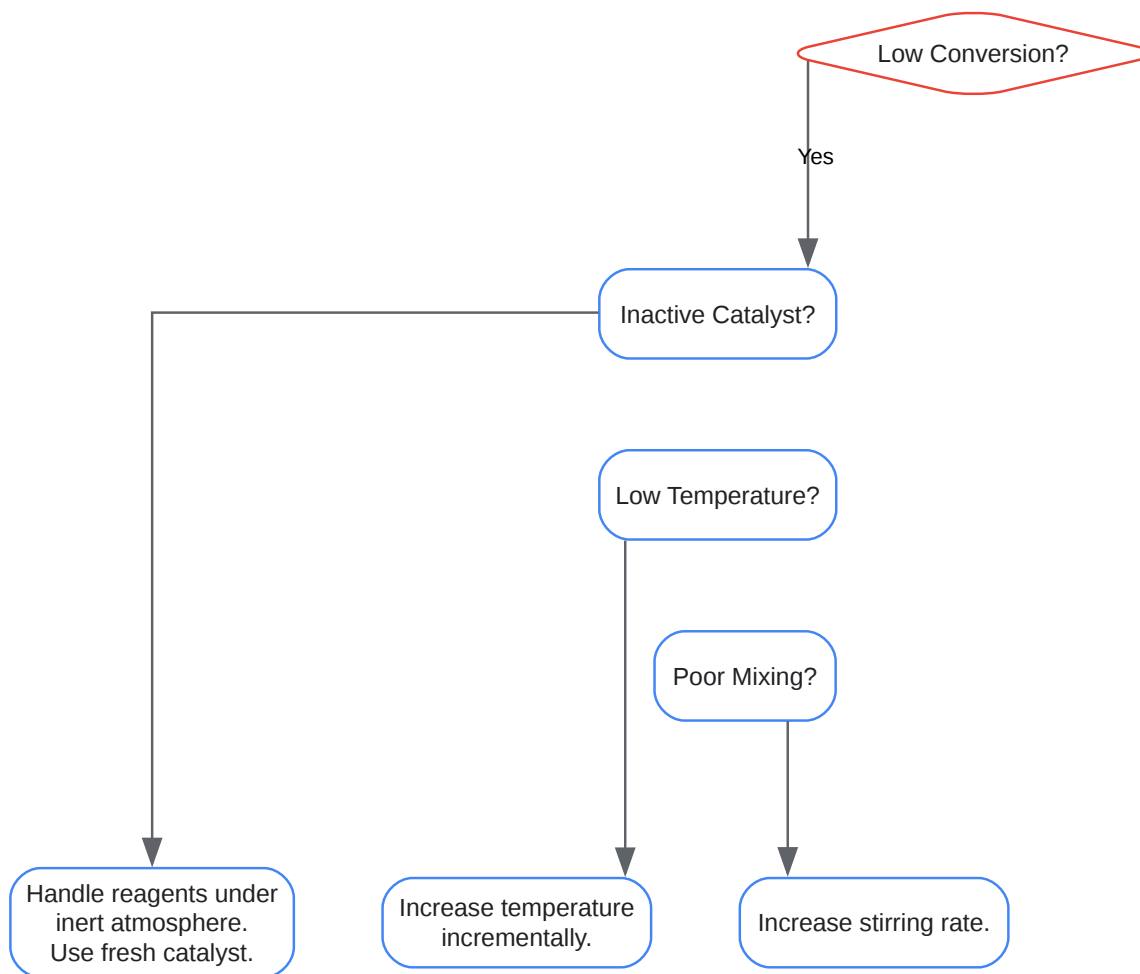 Low Conversion?
Yes
Inactive Catalyst?
Low Temperature?
Poor Mixing?
Handle reagents under
inert atmosphere.
Use fresh catalyst.
Increase temperature
incrementally.
Increase stirring rate.